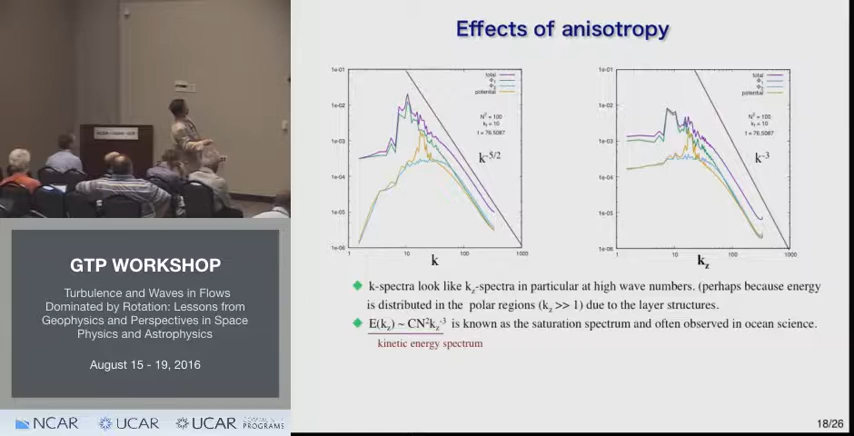 Effects of anisotropy
1e-01
1e-02
1e-03
1e-04
1e-05
1e-06
1
10
100
1000
total
potential
N² = 100
t = 76.5087
k^-5/2
k
1e-01
1e-02
1e-03
1e-04
1e-05
1e-06
1
10
100
1000
total
potential
N² = 100
t = 76.5087
k^-3
k_z
k-spectra look like k_z-spectra in particular at high wave numbers. (perhaps because energy
is distributed in the polar regions (k_z >> 1) due to the layer structures.
E(k_z) ~ CN²k_z^-3 is known as the saturation spectrum and often observed in ocean science.
kinetic energy spectrum
18/26
GTP WORKSHOP
Turbulence and Waves in Flows
Dominated by Rotation: Lessons from
Geophysics and Perspectives in Space
Physics and Astrophysics
August 15 - 19, 2016
NCAR
UCAR
UCAR COMMUNITY PROGRAMS